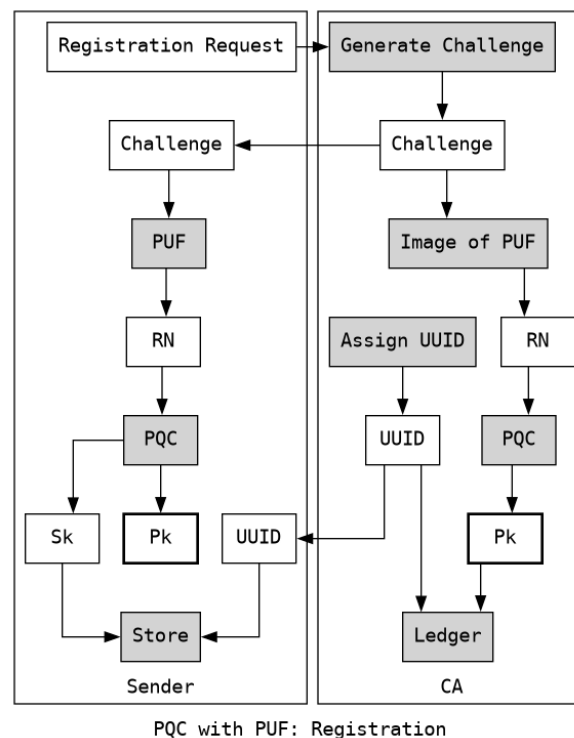 Registration Request
Generate Challenge
Challenge
Challenge
PUF
Image of PUF
RN
Assign UUID
RN
PQC
UUID
PQC
Sk
Pk
UUID
Pk
Store
Ledger
Sender
CA
PQC with PUF: Registration